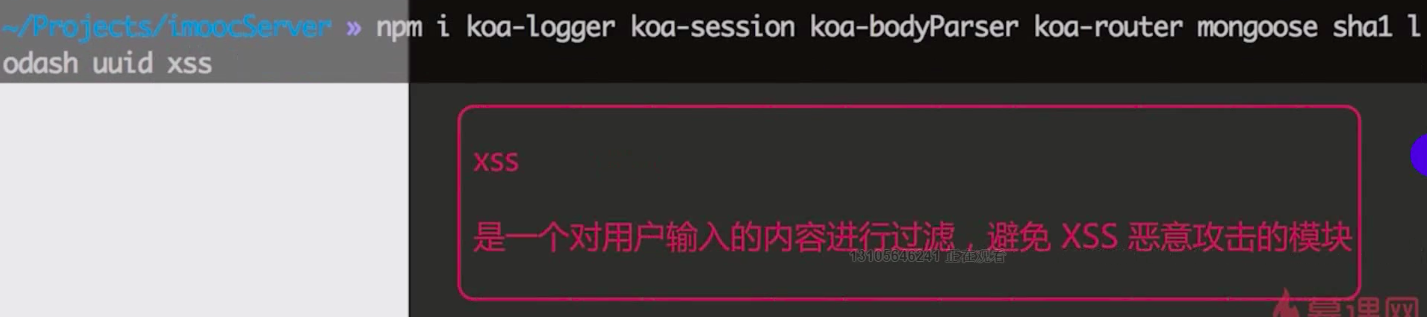 ~/Projects/imoocServer » npm i koa-logger koa-session koa-bodyParser koa-router mongoose sha1 l
odash uuid xss
xss
是一个对用户输入的内容进行过滤，避免 XSS 恶意攻击的模块
13105646241 正在观看
慕课网